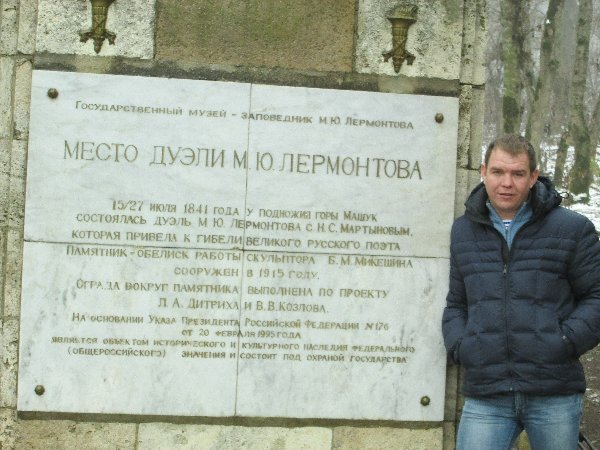 Государственный музей - заповедник М.Ю. Лермонтова
Место дуэли М.Ю. Лермонтова
15/27 июля 1841 года у подножия горы Машук
состоялась дуэль М.Ю. Лермонтова с Н.С. Мартыновым,
которая привела к гибели великого русского поэта
Памятник-обелиск работы скульптора Б.М. Микешина
сооружен в 1915 году.
Ограда вокруг памятника выполнена по проекту
Л.А. Дитриха и В.В. Козлова.
На основании Указа Президента Российской Федерации №176
от 20 февраля 1995 года
является объектом исторического и культурного наследия федерального
(общероссийского) значения и состоит под охраной государства